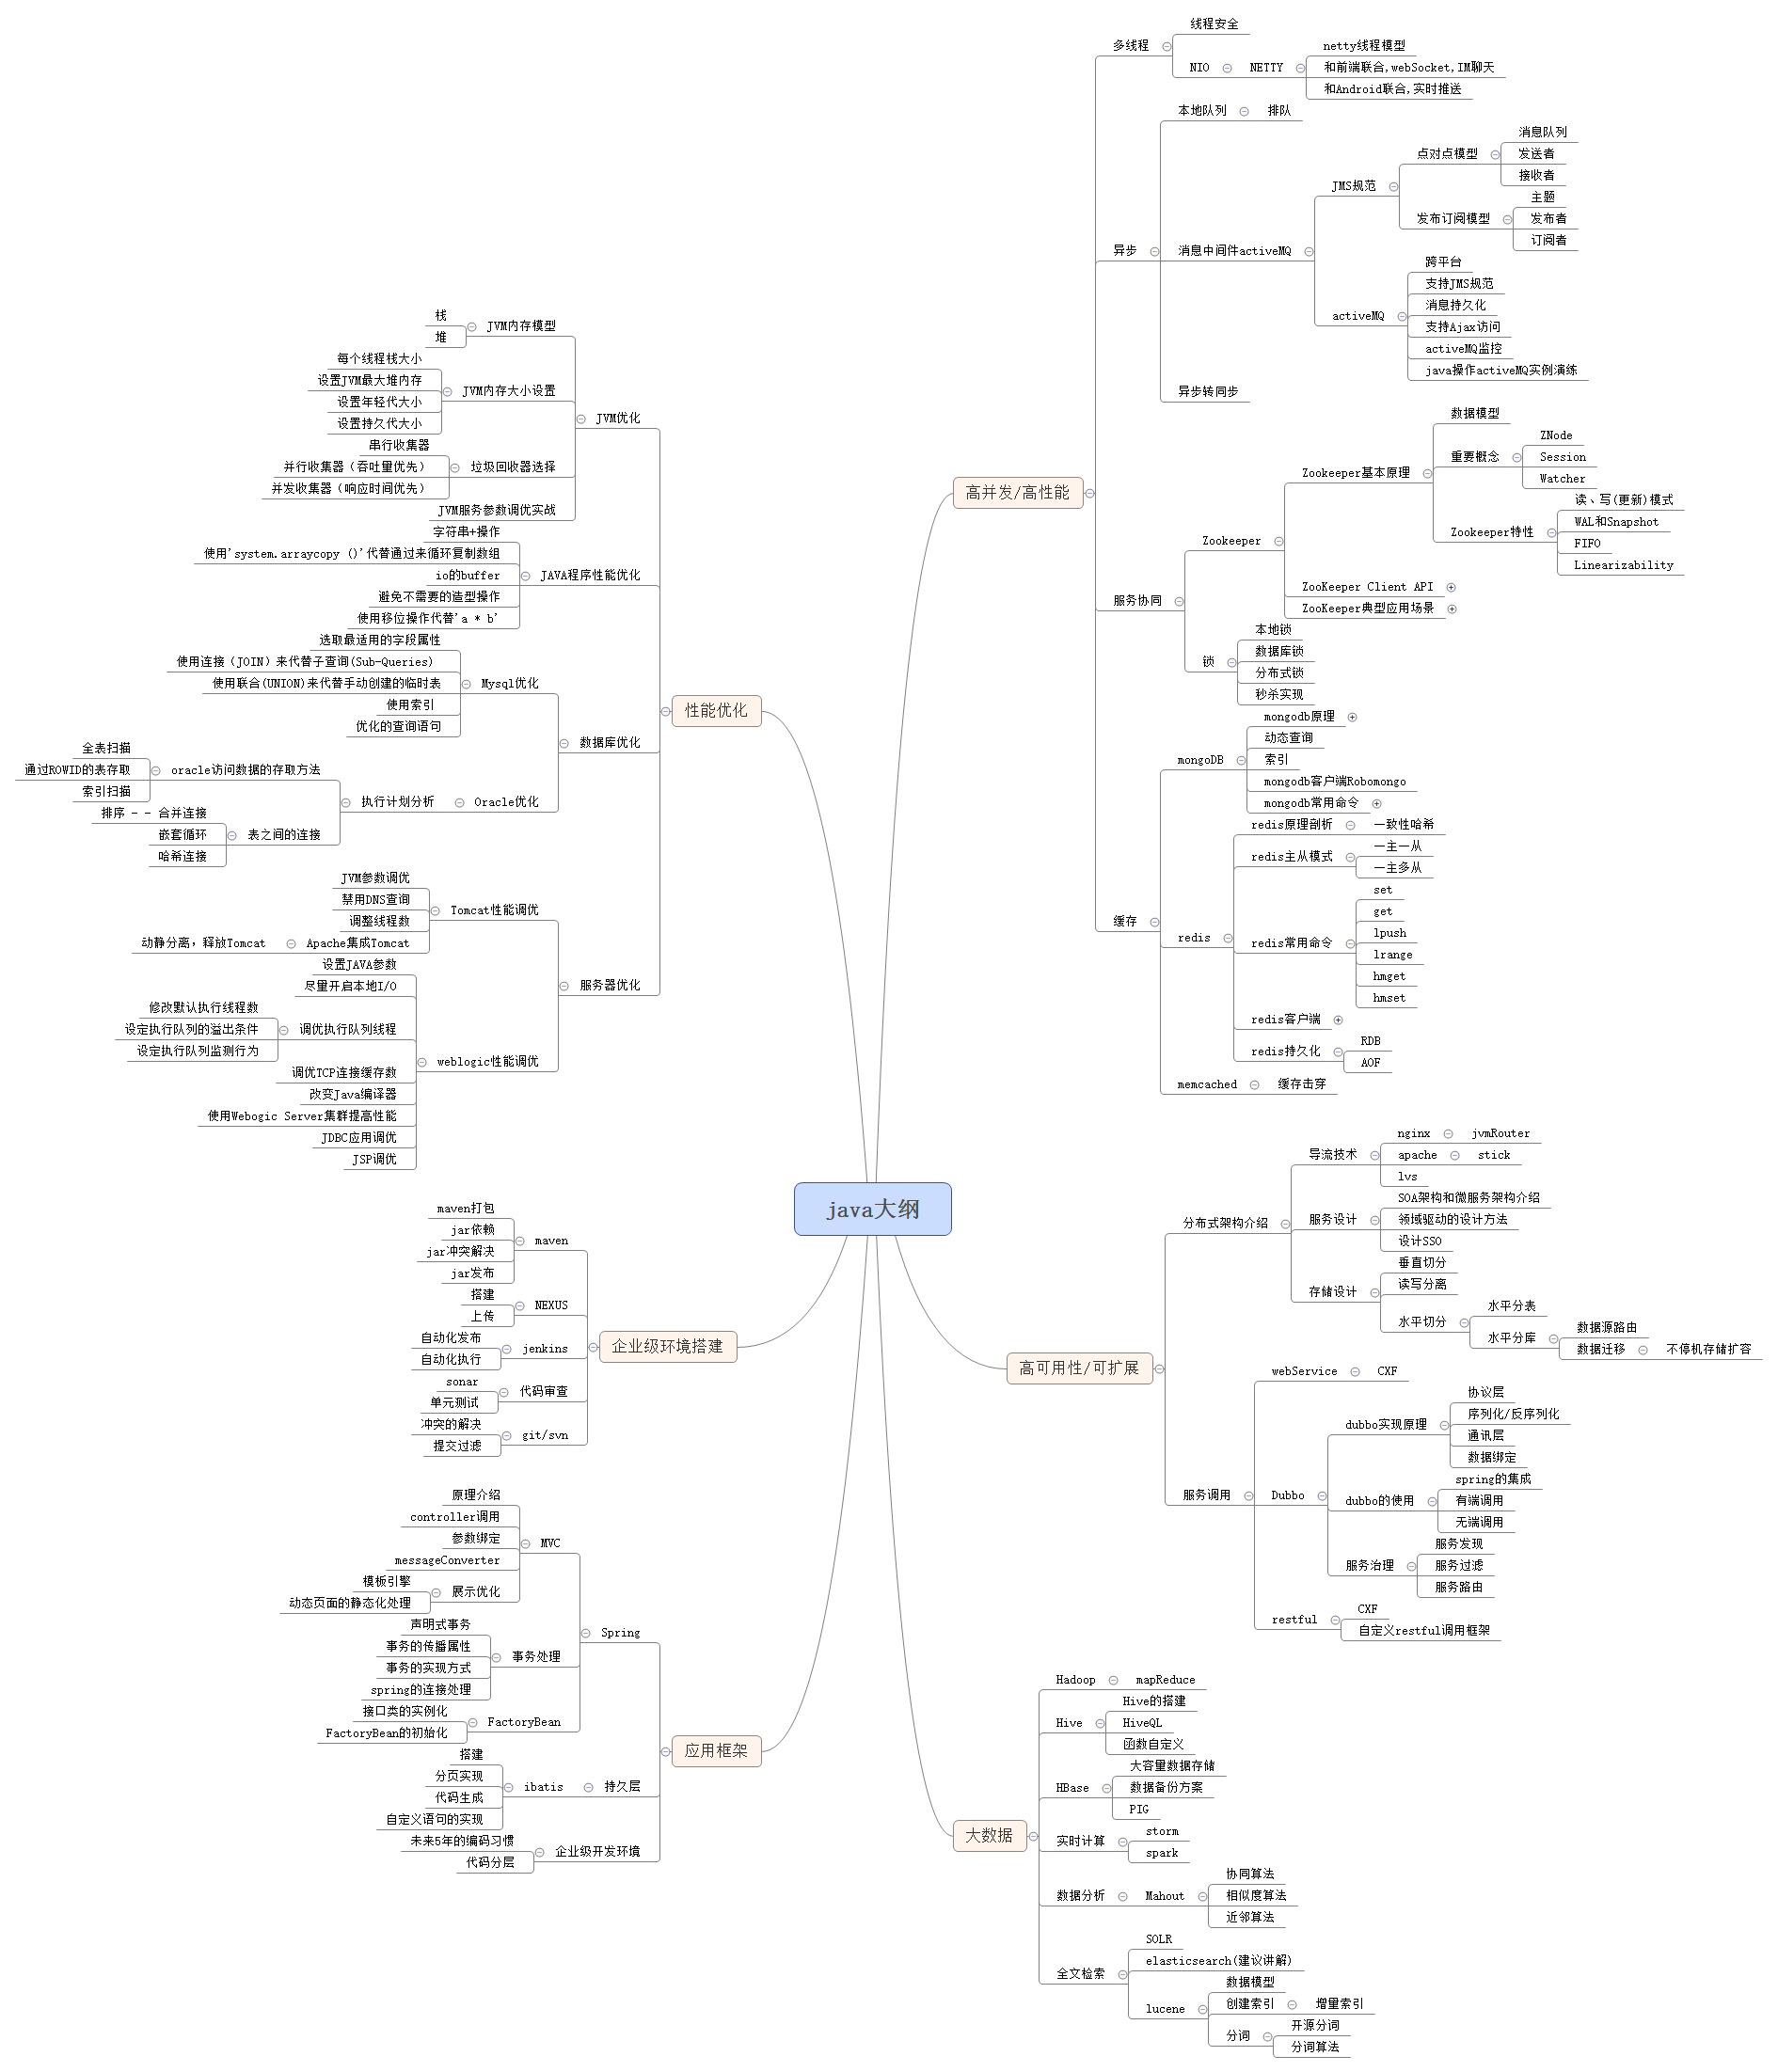 java大纲
高并发/高性能
多线程
线程安全
NIO
NETTY
netty线程模型
和前端联合,webSocket,IM聊天
和Android联合,实时推送
异步
本地队列
排队
消息中间件activeMQ
JMS规范
点对点模型
消息队列
发送者
接收者
发布订阅模型
主题
发布者
订阅者
activeMQ
跨平台
支持JMS规范
消息持久化
支持Ajax访问
activeMQ监控
java操作activeMQ实例演练
异步转同步
服务协同
Zookeeper
Zookeeper基本原理
数据模型
重要概念
ZNode
Session
Watcher
Zookeeper特性
读、写(更新)模式
WAL和Snapshot
FIFO
Linearizability
ZooKeeper Client API
ZooKeeper典型应用场景
锁
本地锁
数据库锁
分布式锁
秒杀实现
缓存
mongoDB
mongodb原理
动态查询
索引
mongodb客户端Robomongo
mongodb常用命令
redis
redis原理剖析
一致性哈希
redis主从模式
一主一从
一主多从
redis常用命令
set
get
lpush
lrange
hmget
hmset
redis客户端
redis持久化
RDB
AOF
memcached
缓存击穿
高可用性/可扩展
分布式架构介绍
导流技术
nginx
jvmRouter
apache
stick
lvs
服务设计
SOA架构和微服务架构介绍
领域驱动的设计方法
设计SSO
存储设计
垂直切分
读写分离
水平切分
水平分表
水平分库
数据源路由
数据迁移
不停机存储扩容
服务调用
webService
CXF
Dubbo
dubbo实现原理
协议层
序列化/反序列化
通讯层
数据绑定
dubbo的使用
spring的集成
有端调用
无端调用
服务治理
服务发现
服务过滤
服务路由
restful
CXF
自定义restful调用框架
大数据
Hadoop
mapReduce
Hive
Hive的搭建
HiveQL
函数自定义
HBase
大容量数据存储
数据备份方案
PIG
实时计算
storm
spark
数据分析
Mahout
协同算法
相似度算法
近邻算法
全文检索
SOLR
elasticsearch(建议讲解)
lucene
数据模型
创建索引
增量索引
分词
开源分词
分词算法
性能优化
JVM优化
JVM内存模型
栈
堆
JVM内存大小设置
每个线程栈大小
设置JVM最大堆内存
设置年轻代大小
设置持久代大小
垃圾回收器选择
串行收集器
并行收集器（吞吐量优先）
并发收集器（响应时间优先）
JVM服务参数调优实战
JAVA程序性能优化
字符串+操作
使用'system.arraycopy ()'代替通过来循环复制数组
io的buffer
避免不需要的造型操作
使用移位操作代替'a * b'
数据库优化
Mysql优化
选取最适用的字段属性
使用连接（JOIN）来代替子查询(Sub-Queries)
使用联合(UNION)来代替手动创建的临时表
使用索引
优化的查询语句
Oracle优化
执行计划分析
oracle访问数据的存取方法
全表扫描
通过ROWID的表存取
索引扫描
表之间的连接
排序 - - 合并连接
嵌套循环
哈希连接
服务器优化
Tomcat性能调优
JVM参数调优
禁用DNS查询
调整线程数
Apache集成Tomcat
动静分离，释放Tomcat
weblogic性能调优
设置JAVA参数
尽量开启本地I/O
调优执行队列线程
修改默认执行线程数
设定执行队列的溢出条件
设定执行队列监测行为
调优TCP连接缓存数
改变Java编译器
使用Webogic Server集群提高性能
JDBC应用调优
JSP调优
企业级环境搭建
maven
maven打包
jar依赖
jar冲突解决
jar发布
NEXUS
搭建
上传
jenkins
自动化发布
自动化执行
代码审查
sonar
单元测试
git/svn
冲突的解决
提交过滤
应用框架
Spring
MVC
原理介绍
controller调用
参数绑定
messageConverter
展示优化
模板引擎
动态页面的静态化处理
事务处理
声明式事务
事务的传播属性
事务的实现方式
spring的连接处理
FactoryBean
接口类的实例化
FactoryBean的初始化
持久层
ibatis
搭建
分页实现
代码生成
自定义语句的实现
企业级开发环境
未来5年的编码习惯
代码分层